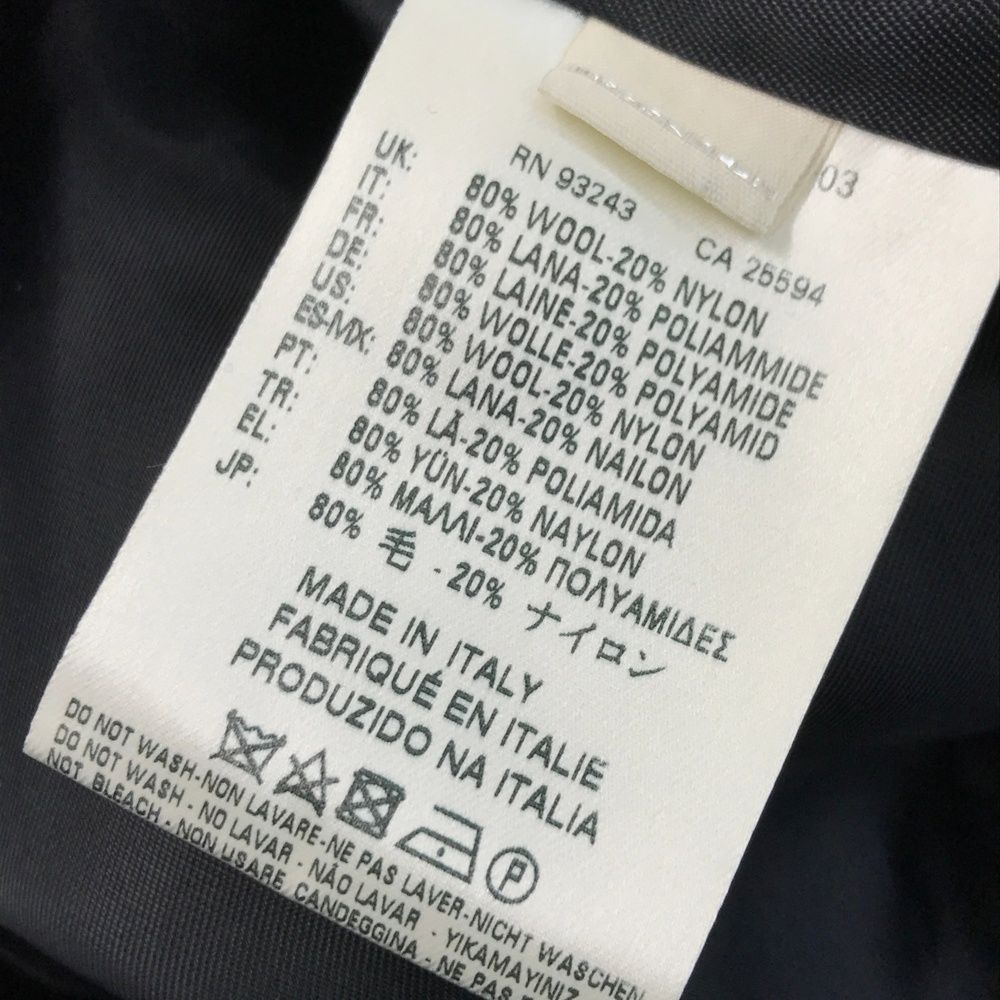 RN 93243
03
CA 25594
UK: 80% WOOL-20% NYLON
IT: 80% LANA-20% POLIAMMIDE
FR: 80% LAINE-20% POLYAMIDE
DE: 80% WOLLE-20% POLYAMID
US: 80% WOOL-20% NYLON
ES-MX: 80% LANA-20% NAILON
PT: 80% LÃ-20% POLIAMIDA
TR: 80% YÜN-20% NAYLON
EL: 80% ΜΑΛΛΙ-20% ΠΟΛΥΑΜΙΔΕΣ
JP: 80% 毛 - 20% ナイロン
MADE IN ITALY
FABRIQUÉ EN ITALIE
PRODUZIDO NA ITALIA
P
DO NOT WASH-NON LAVARE-NE PAS LAVER-NICHT WASCHEN
DO NOT WASH - NO LAVAR - NÃO LAVAR - YIKAMAYINIZ
NOT BLEACH - NON USARE CANDEGGINA - NE PAS